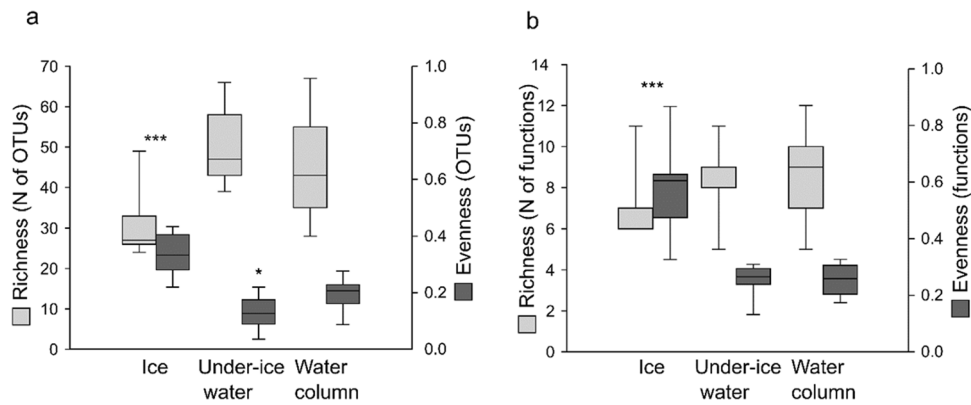 a
Richness (N of OTUs)
70
60
50
40
30
20
10
0
***
*
1.0
0.8
0.6
0.4
0.2
0.0
Evenness (OTUs)
Ice
Under-ice
water
Water
column
b
Richness (N of functions)
14
12
10
8
6
4
2
0
***
1.0
0.8
0.6
0.4
0.2
0.0
Evenness (functions)
Ice
Under-ice
water
Water
column